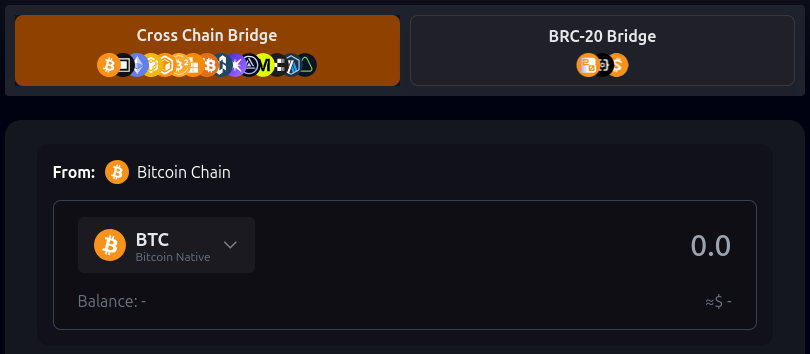 Cross Chain Bridge
BRC-20 Bridge
From: Bitcoin Chain
BTC
Bitcoin Native
0.0
Balance: -
≈$ -